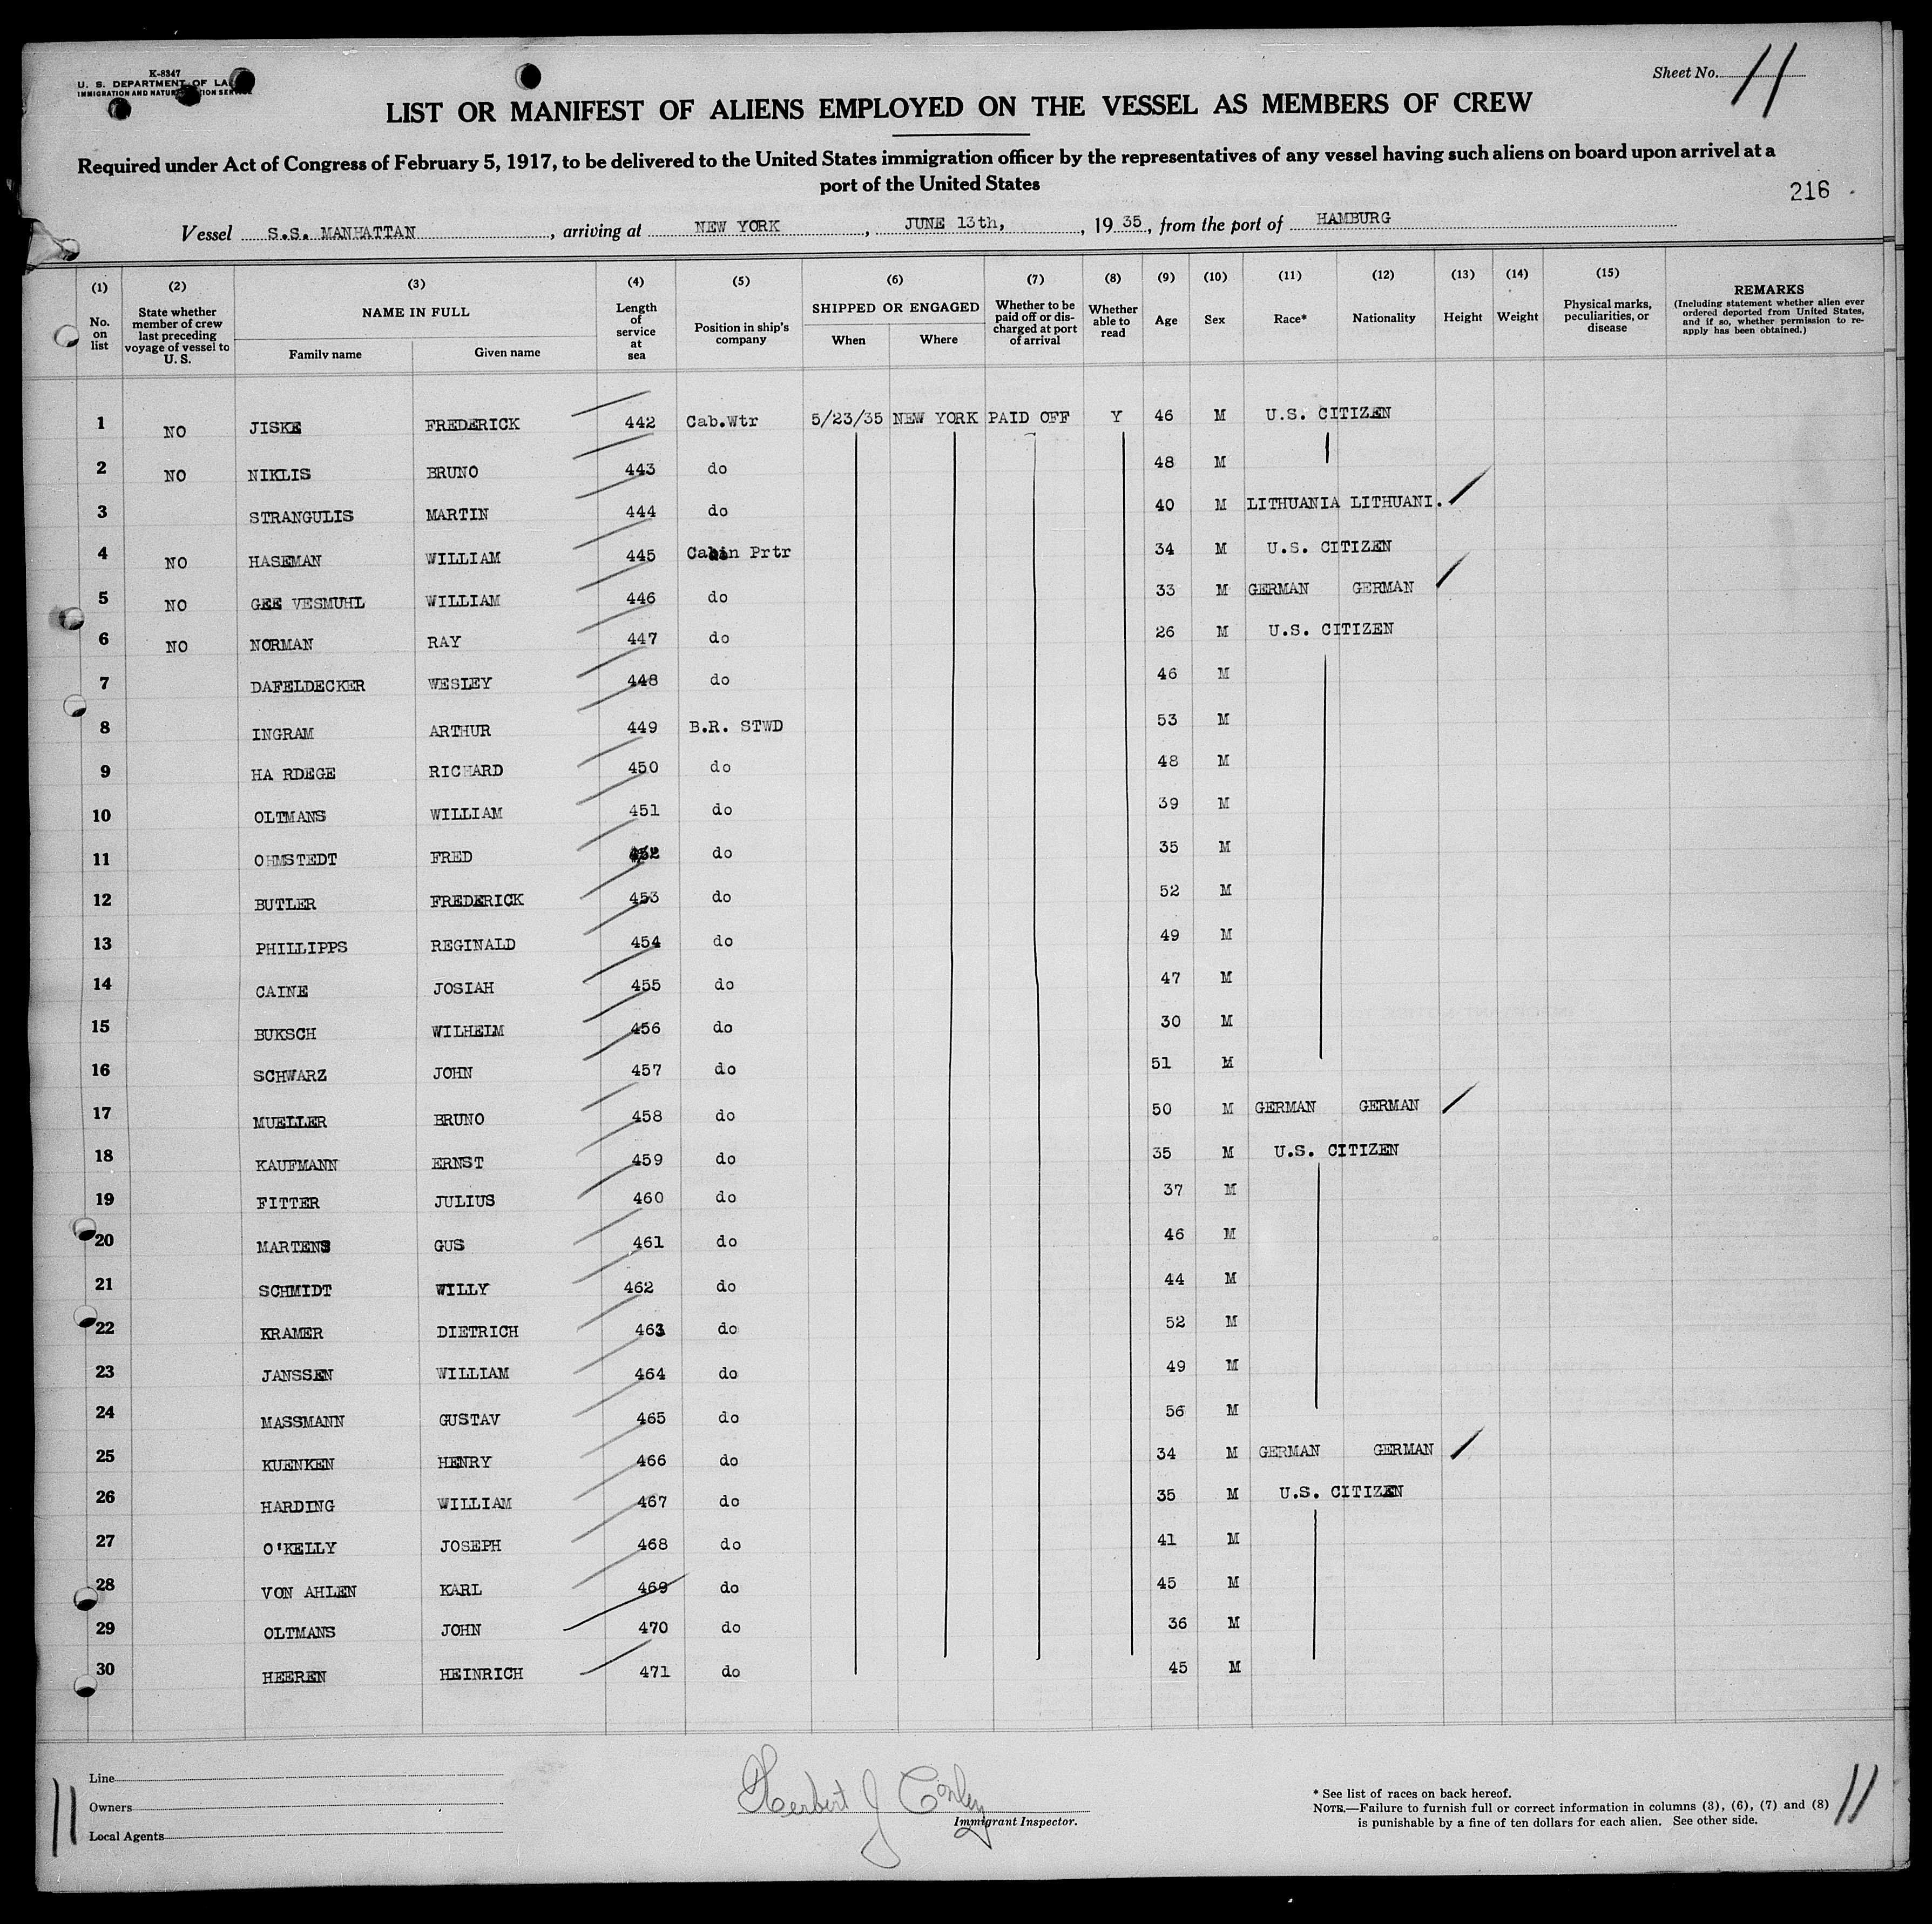 K-8347
U. S. DEPARTMENT OF LA
IMMIGRATION AND NATUR TION SERVICE
Sheet No. 11
LIST OR MANIFEST OF ALIENS EMPLOYED ON THE VESSEL AS MEMBERS OF CREW
Required under Act of Congress of February 5, 1917, to be delivered to the United States immigration officer by the representatives of any vessel having such aliens on board upon arrival at a
port of the United States
216
Vessel S.S. MANHATTAN, arriving at NEW YORK, JUNE 13th, , 19 35, from the port of HAMBURG
(1) (2) (3) (4) (5) (6) (7) (8) (9) (10) (11) (12) (13) (14) (15)
No. on list
State whether member of crew last preceding voyage of vessel to U. S.
NAME IN FULL
Family name Given name
Length of service at sea
Position in ship's company
SHIPPED OR ENGAGED
When Where
Whether to be paid off or dis-charged at port of arrival
Whether able to read
Age
Sex
Race*
Nationality
Height
Weight
Physical marks, peculiarities, or disease
REMARKS
(Including statement whether alien ever ordered deported from United States, and if so, whether permission to re-apply has been obtained.)
1 NO JISKE FREDERICK 442 Cab.Wtr 5/23/35 NEW YORK PAID OFF Y 46 M U.S. CITIZEN
2 NO NIKLIS BRUNO 443 do 48 M
3 STRANGULIS MARTIN 444 do 40 M LITHUANIA LITHUANI.
4 NO HASEMAN WILLIAM 445 Cabin Prtr 34 M U.S. CITIZEN
5 NO GEE VESMUHL WILLIAM 446 do 33 M GERMAN GERMAN
6 NO NORMAN RAY 447 do 26 M U.S. CITIZEN
7 DAFELDECKER WESLEY 448 do 46 M
8 INGRAM ARTHUR 449 B.R. STWD 53 M
9 HA RDEGE RICHARD 450 do 48 M
10 OLTMANS WILLIAM 451 do 39 M
11 OHMSTEDT FRED 452 do 35 M
12 BUTLER FREDERICK 453 do 52 M
13 PHILLIPPS REGINALD 454 do 49 M
14 CAINE JOSIAH 455 do 47 M
15 BUKSCH WILHEIM 456 do 30 M
16 SCHWARZ JOHN 457 do 51 M
17 MUELLER BRUNO 458 do 50 M GERMAN GERMAN
18 KAUFMANN ERNST 459 do 35 M U.S. CITIZEN
19 FITTER JULIUS 460 do 37 M
20 MARTENS GUS 461 do 46 M
21 SCHMIDT WILLY 462 do 44 M
22 KRAMER DIETRICH 463 do 52 M
23 JANSSEN WILLIAM 464 do 49 M
24 MASSMANN GUSTAV 465 do 56 M
25 KUENKEN HENRY 466 do 34 M GERMAN GERMAN
26 HARDING WILLIAM 467 do 35 M U.S. CITIZEN
27 O'KELLY JOSEPH 468 do 41 M
28 VON AHLEN KARL 469 do 45 M
29 OLTMANS JOHN 470 do 36 M
30 HEEREN HEINRICH 471 do 45 M
11
Line
Owners
Local Agents
Herbert J Conley
Immigrant Inspector.
* See list of races on back hereof.
NOTE.—Failure to furnish full or correct information in columns (3), (6), (7) and (8)
is punishable by a fine of ten dollars for each alien. See other side.
11